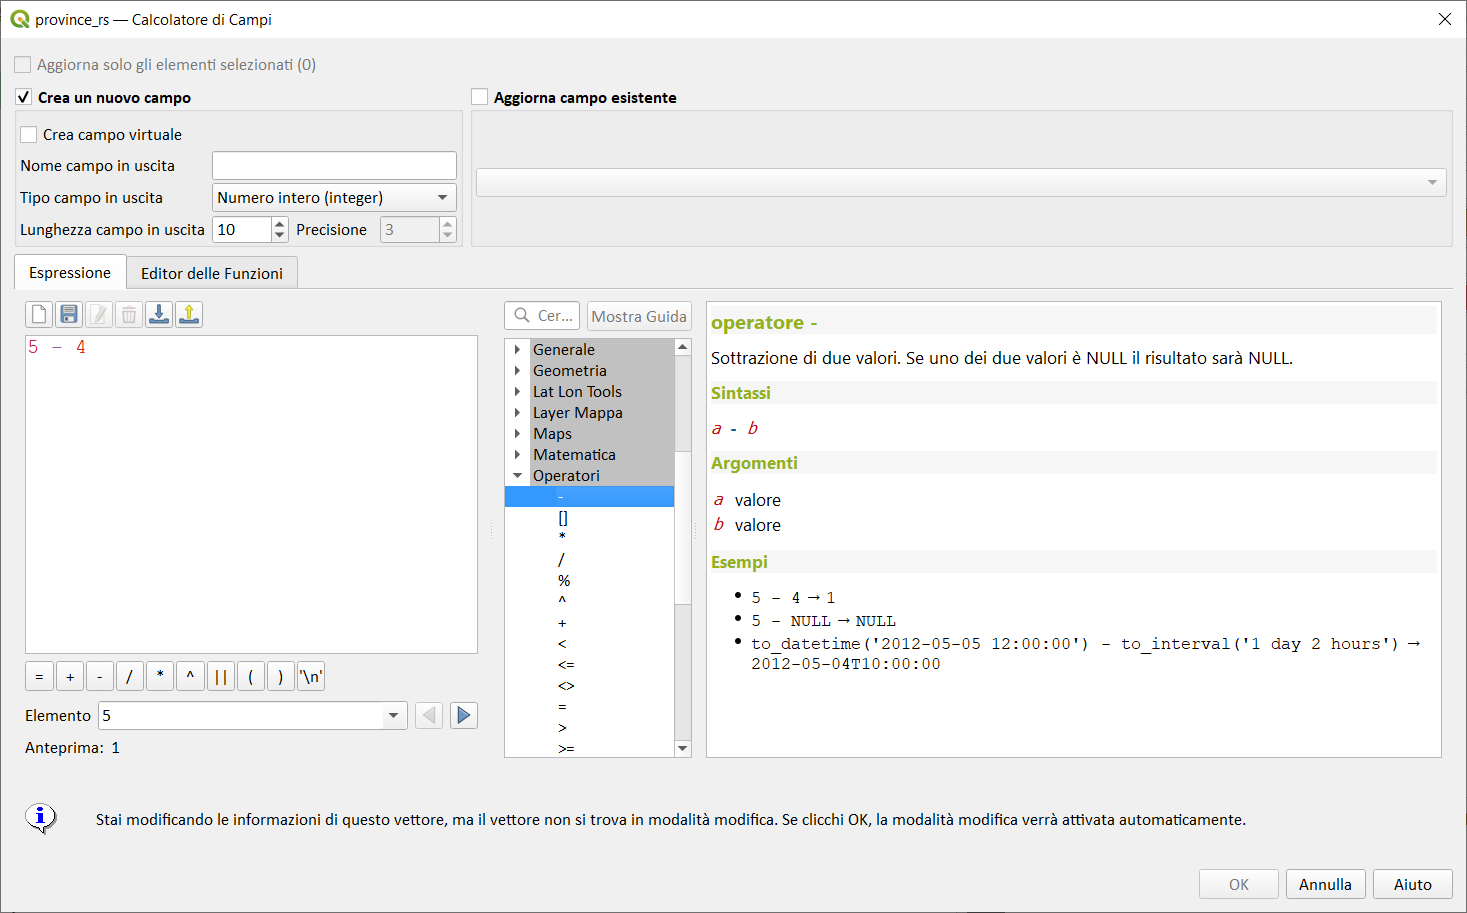 province_rs — Calcolatore di Campi
Aggiorna solo gli elementi selezionati (0)
Crea un nuovo campo
Aggiorna campo esistente
Crea campo virtuale
Nome campo in uscita
Tipo campo in uscita
Numero intero (integer)
Lunghezza campo in uscita
10
Precisione
3
Espressione
Editor delle Funzioni
5 - 4
= + - / * ^ || ( ) '\n'
Elemento
5
Anteprima: 1
Cer...
Mostra Guida
Generale
Geometria
Lat Lon Tools
Layer Mappa
Maps
Matematica
Operatori
-
[]
*
/
%
^
+
<
<=
<>
=
>
>=
operatore -
Sottrazione di due valori. Se uno dei due valori è NULL il risultato sarà NULL.
Sintassi
a - b
Argomenti
a valore
b valore
Esempi
• 5 - 4 → 1
• 5 - NULL → NULL
• to_datetime('2012-05-05 12:00:00') - to_interval('1 day 2 hours') →
2012-05-04T10:00:00
Stai modificando le informazioni di questo vettore, ma il vettore non si trova in modalità modifica. Se clicchi OK, la modalità modifica verrà attivata automaticamente.
OK
Annulla
Aiuto